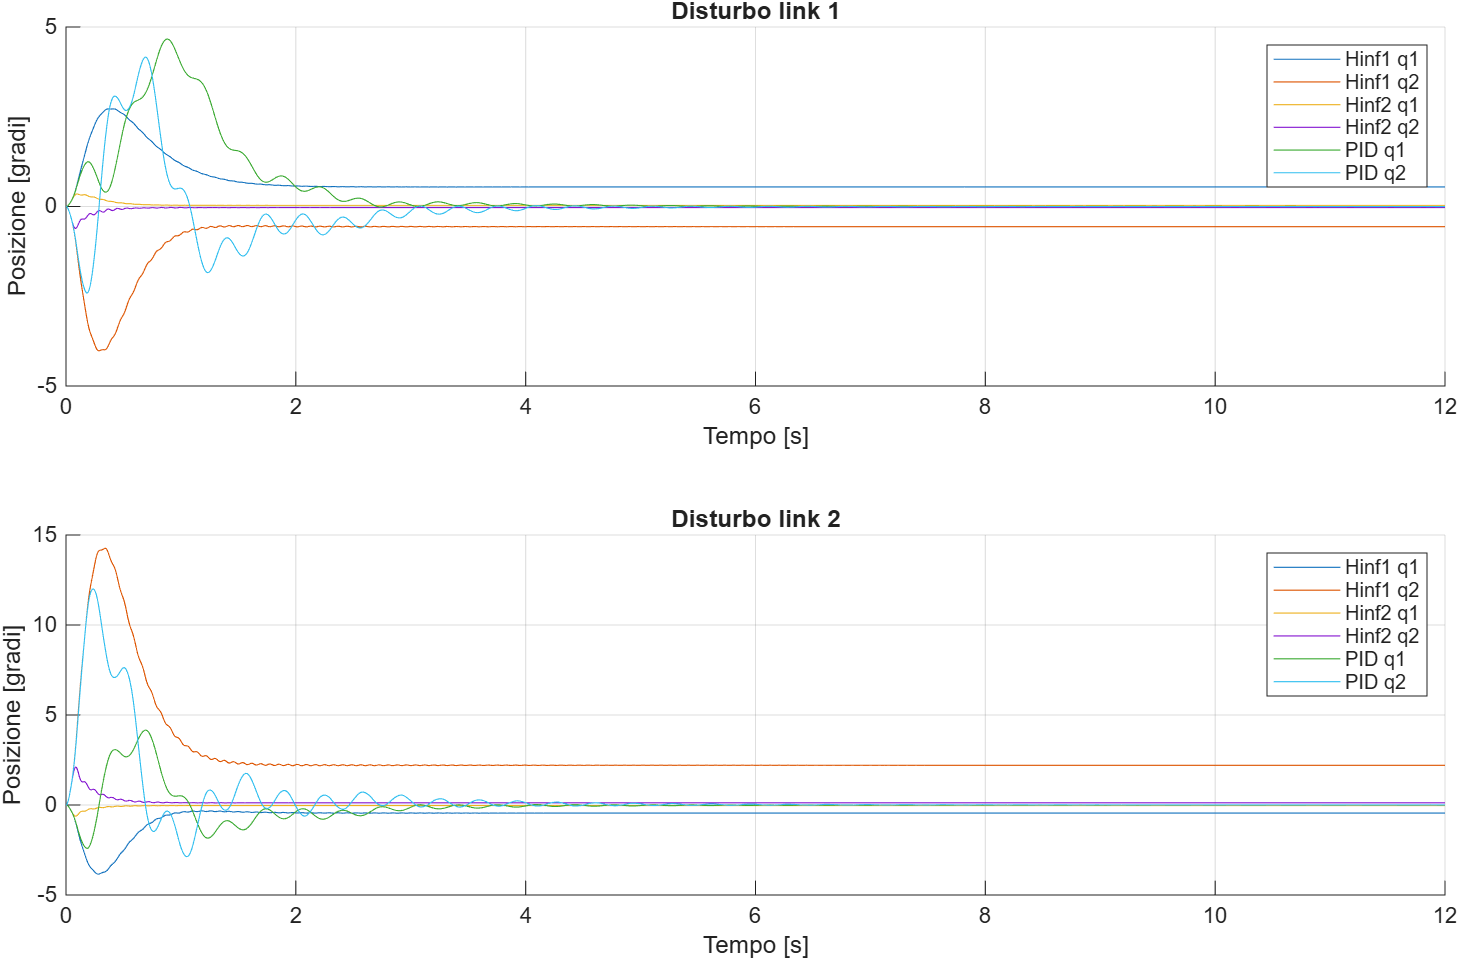 Disturbo link 1
5
0
-5
Posizione [gradi]
Hinf1 q1
Hinf1 q2
Hinf2 q1
Hinf2 q2
PID q1
PID q2
0 2 4 6 8 10 12
Tempo [s]
Disturbo link 2
15
10
5
0
-5
Posizione [gradi]
Hinf1 q1
Hinf1 q2
Hinf2 q1
Hinf2 q2
PID q1
PID q2
0 2 4 6 8 10 12
Tempo [s]